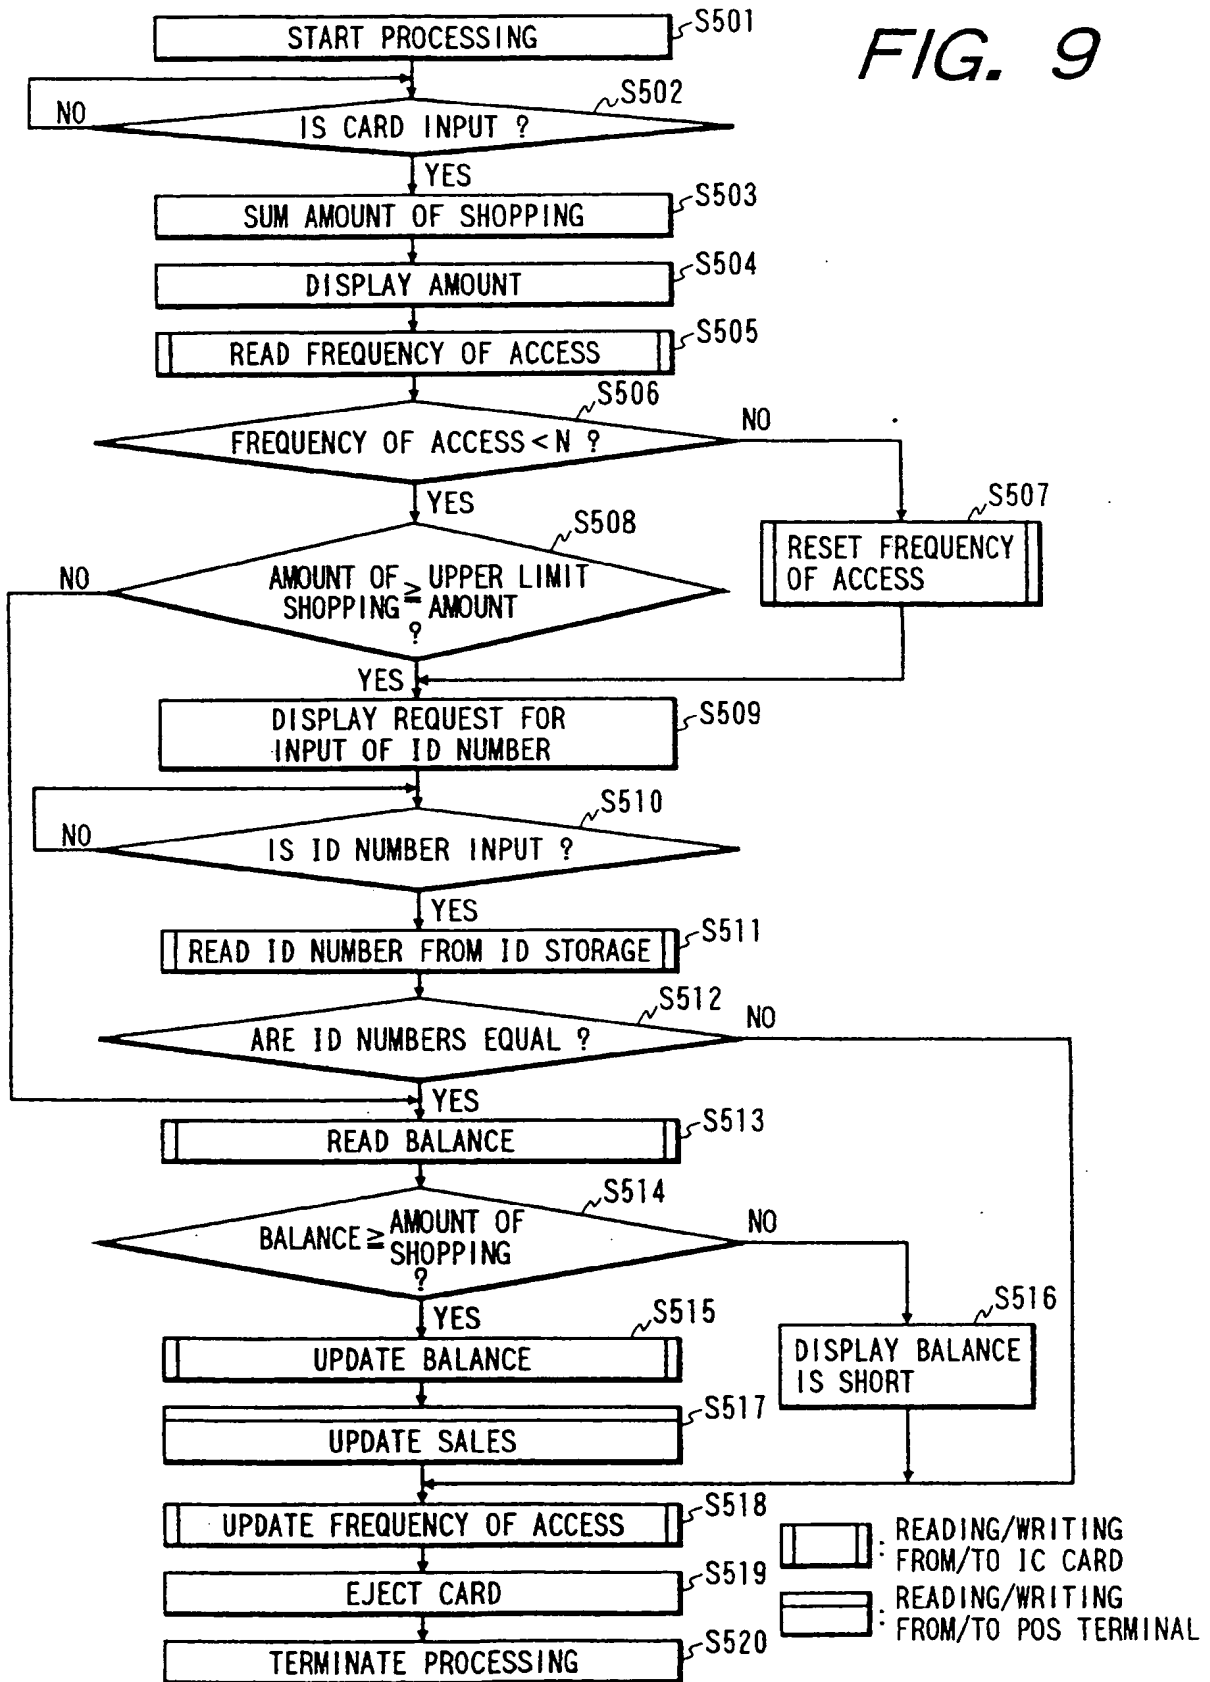 FIG. 9
START PROCESSING
S501
S502
NO
IS CARD INPUT ?
YES
S503
SUM AMOUNT OF SHOPPING
S504
DISPLAY AMOUNT
S505
READ FREQUENCY OF ACCESS
S506
NO
FREQUENCY OF ACCESS < N ?
YES
S507
RESET FREQUENCY
OF ACCESS
S508
NO
AMOUNT OF ≧ UPPER LIMIT
SHOPPING AMOUNT
?
YES
S509
DISPLAY REQUEST FOR
INPUT OF ID NUMBER
S510
NO
IS ID NUMBER INPUT ?
YES
S511
READ ID NUMBER FROM ID STORAGE
S512
NO
ARE ID NUMBERS EQUAL ?
YES
S513
READ BALANCE
S514
NO
BALANCE ≧ AMOUNT OF
SHOPPING
?
YES
S515
UPDATE BALANCE
S516
DISPLAY BALANCE
IS SHORT
S517
UPDATE SALES
S518
UPDATE FREQUENCY OF ACCESS
S519
EJECT CARD
S520
TERMINATE PROCESSING
: READING/WRITING
FROM/TO IC CARD
: READING/WRITING
FROM/TO POS TERMINAL